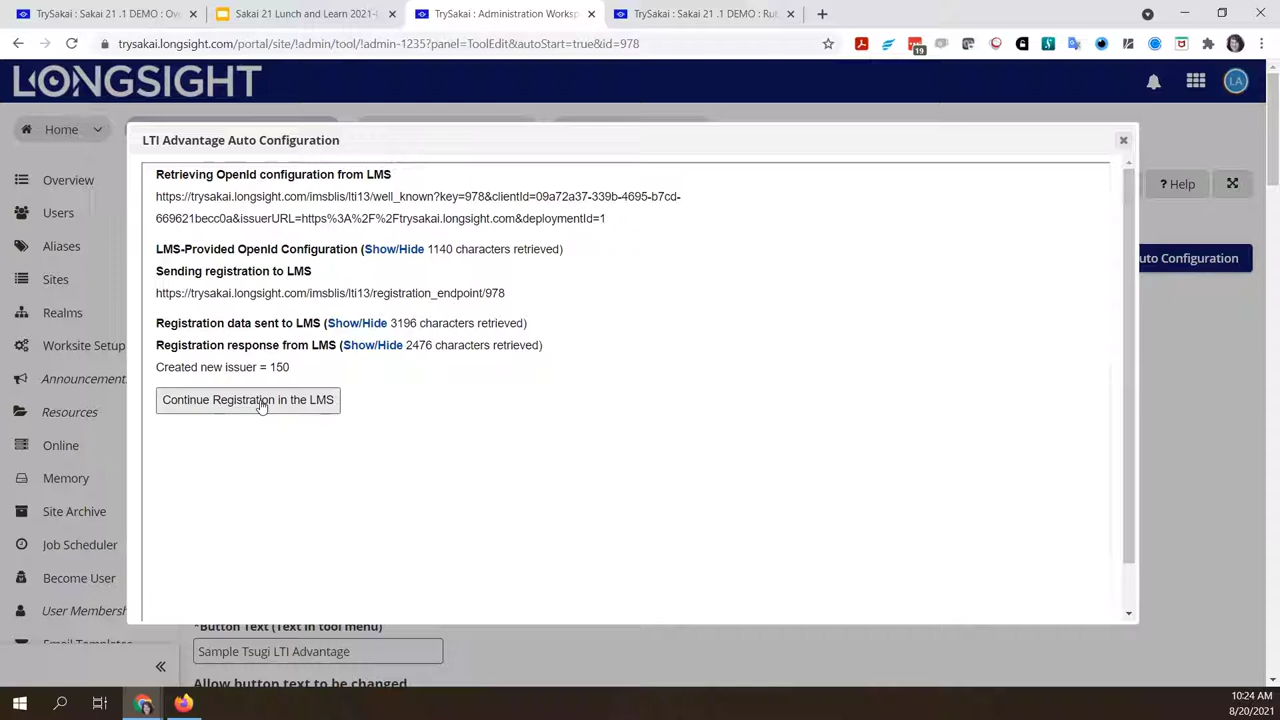 TrySakai : Sakai 21 .1 DEMO : Ov
Sakai 21 Lunch and Learn 2021-
TrySakai : Administration Worksp
TrySakai : Sakai 21 .1 DEMO : Ru
trysakai.longsight.com/portal/site/!admin/tool/!admin-1235?panel=ToolEdit&autoStart=true&id=978
19
LONGSIGHT
LA
Home
LTI Advantage Auto Configuration
Retrieving OpenId configuration from LMS
https://trysakai.longsight.com/imsblis/lti13/well_known?key=978&clientId=09a72a37-339b-4695-b7cd-
669621becc0a&issuerURL=https%3A%2F%2Ftrysakai.longsight.com&deploymentId=1
LMS-Provided OpenId Configuration (Show/Hide 1140 characters retrieved)
Sending registration to LMS
https://trysakai.longsight.com/imsblis/lti13/registration_endpoint/978
Registration data sent to LMS (Show/Hide 3196 characters retrieved)
Registration response from LMS (Show/Hide 2476 characters retrieved)
Created new issuer = 150
Continue Registration in the LMS
Overview
Users
Aliases
Sites
Realms
Worksite Setup
Announcement
Resources
Online
Memory
Site Archive
Job Scheduler
Become User
User Membersh
Email Templates
? Help
uto Configuration
*Button Text (Text in tool menu)
Sample Tsugi LTI Advantage
Allow button text to be changed
10:24 AM
8/20/2021